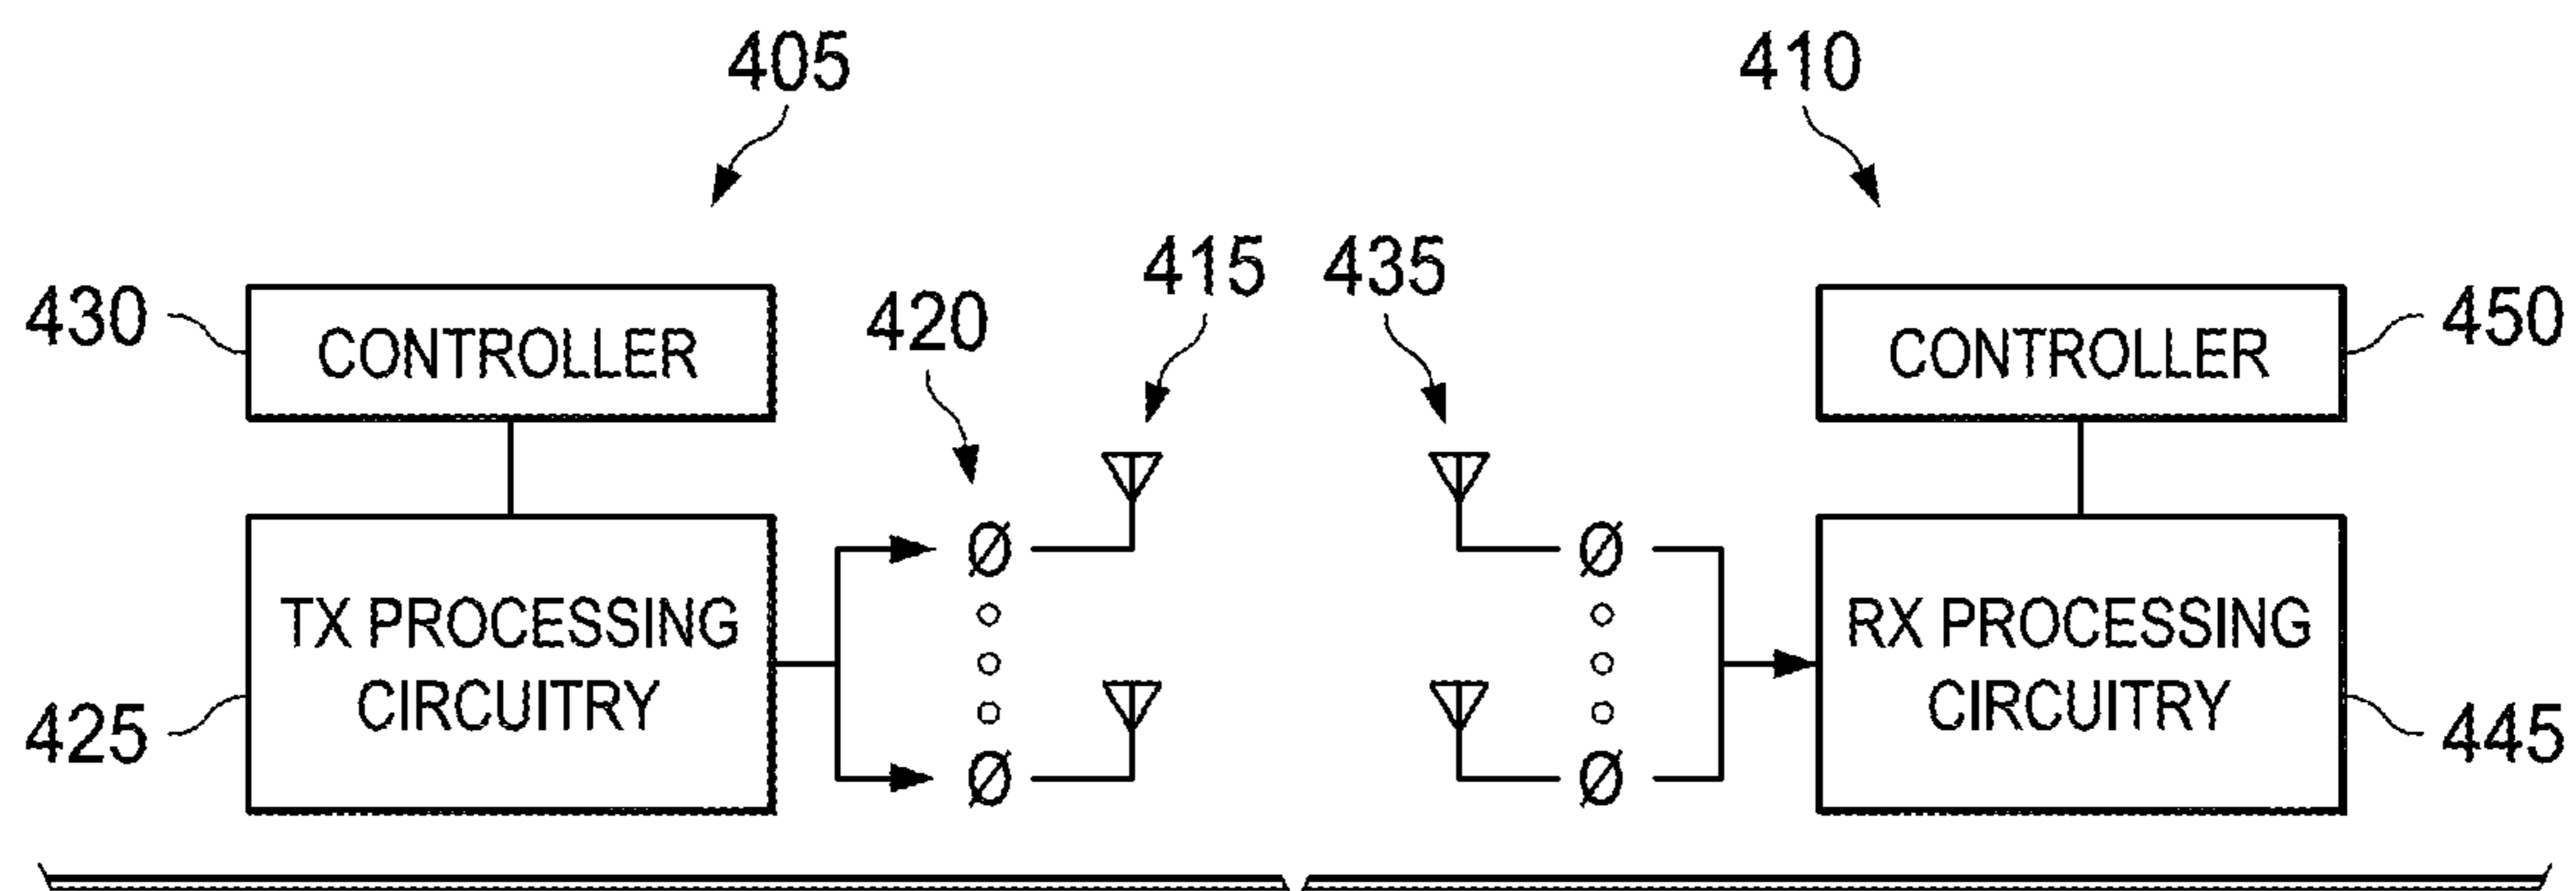 405
410
415
435
430
CONTROLLER
420
CONTROLLER
450
Ø
Ø
TX PROCESSING
CIRCUITRY
RX PROCESSING
CIRCUITRY
425
445
Ø
Ø